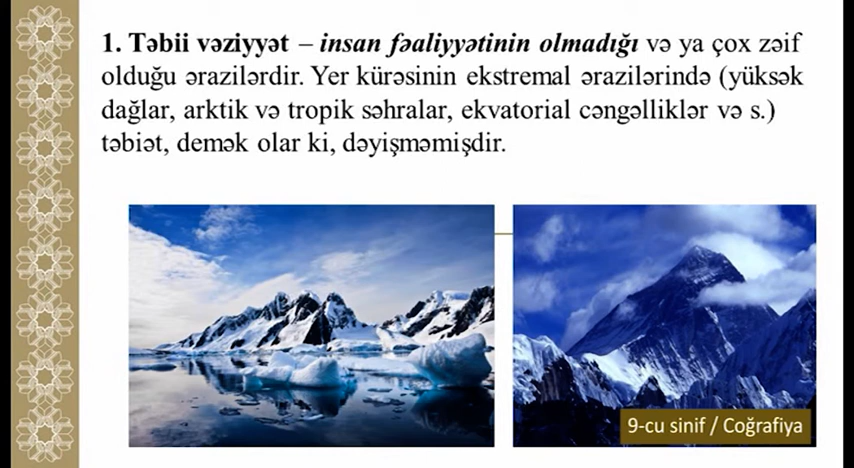 1. Təbii vəziyyət – insan fəaliyyətinin olmadığı və ya çox zəif
olduğu ərazilərdir. Yer kürəsinin ekstremal ərazilərində (yüksək
dağlar, arktik və tropik səhralar, ekvatorial cəngəlliklər və s.)
təbiət, demək olar ki, dəyişməmişdir.
9-cu sinif / Coğrafiya